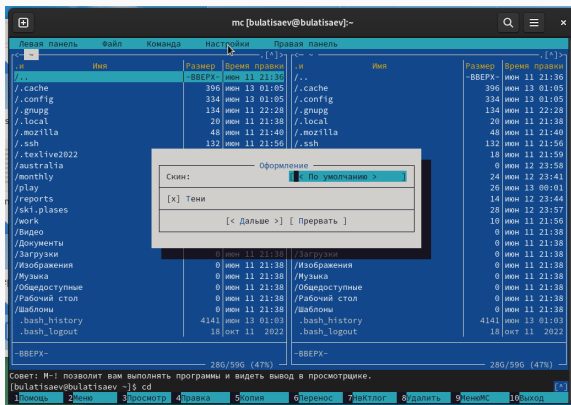 mc [bulatisaev@bulatisaev]:~
Левая панель Файл Команда Настройки Правая панель
<- ~ .[^]> <- ~ .[^]>
.и Имя Размер Время правки .и Имя Размер Время правки
/.. -ВВЕРХ- июн 11 21:36 /.. -ВВЕРХ- июн 11 21:36
/.cache 396 июн 13 01:05 /.cache 396 июн 13 01:05
/.config 334 июн 13 01:05 /.config 334 июн 13 01:05
/.gnupg 134 июн 11 22:28 /.gnupg 134 июн 11 22:28
/.local 20 июн 11 21:38 /.local 20 июн 11 21:38
/.mozilla 48 июн 11 21:40 /.mozilla 48 июн 11 21:40
/.ssh 132 июн 11 21:56 /.ssh 132 июн 11 21:56
/.texlive2022 18 июн 11 21:59
/australia 0 июн 12 23:58
/monthly 24 июн 12 23:41
/play 26 июн 13 00:01
/reports 14 июн 12 23:44
/ski.plases 28 июн 12 23:57
/work 10 июн 11 21:56
/Видео 0 июн 11 21:38
/Документы 0 июн 11 21:38
Оформление
Скин: [< По умолчанию > ]
[x] Тени
[< Дальше >] [ Прервать ]
/Загрузки 0 июн 11 21:38 /Загрузки 0 июн 11 21:38
/Изображения 0 июн 11 21:38 /Изображения 0 июн 11 21:38
/Музыка 0 июн 11 21:38 /Музыка 0 июн 11 21:38
/Общедоступные 0 июн 11 21:38 /Общедоступные 0 июн 11 21:38
/Рабочий стол 0 июн 11 21:38 /Рабочий стол 0 июн 11 21:38
/Шаблоны 0 июн 11 21:38 /Шаблоны 0 июн 11 21:38
.bash_history 4141 июн 13 01:03 .bash_history 4141 июн 13 01:03
.bash_logout 18 окт 11 2022 .bash_logout 18 окт 11 2022
-ВВЕРХ- -ВВЕРХ-
28G/59G (47%) 28G/59G (47%)
Совет: M-! позволит вам выполнять программы и видеть вывод в просмотрщике.
[bulatisaev@bulatisaev ~]$ cd [^]
1Помощь 2Меню 3Просмотр 4Правка 5Копия 6Перенос 7НвКтлог 8Удалить 9МенюМС 10Выход